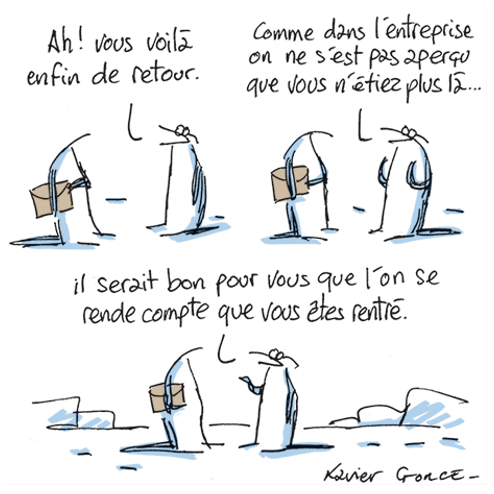 Ah! vous voilà
enfin de retour.
Comme dans l'entreprise
on ne s'est pas aperçu
que vous n'étiez plus là...
il serait bon pour vous que l'on se
rende compte que vous êtes rentré.
Xavier Gorce